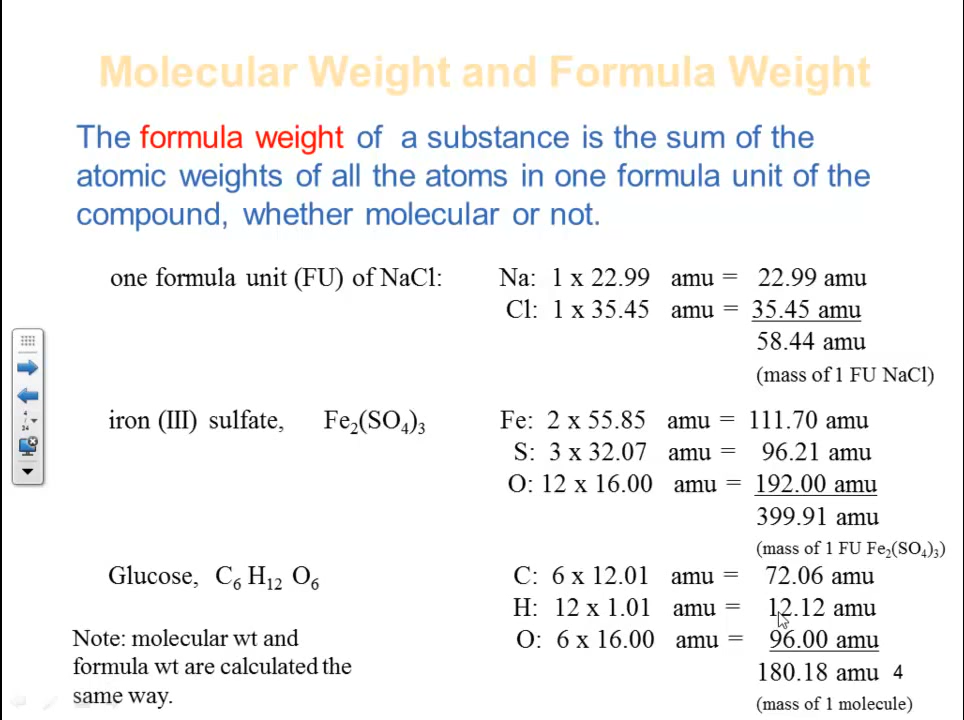 Molecular Weight and Formula Weight
The formula weight of a substance is the sum of the
atomic weights of all the atoms in one formula unit of the
compound, whether molecular or not.
one formula unit (FU) of NaCl: Na: 1 x 22.99 amu = 22.99 amu
Cl: 1 x 35.45 amu = 35.45 amu
58.44 amu
(mass of 1 FU NaCl)
iron (III) sulfate, Fe₂(SO₄)₃ Fe: 2 x 55.85 amu = 111.70 amu
S: 3 x 32.07 amu = 96.21 amu
O: 12 x 16.00 amu = 192.00 amu
399.91 amu
(mass of 1 FU Fe₂(SO₄)₃)
Glucose, C₆ H₁₂ O₆ C: 6 x 12.01 amu = 72.06 amu
H: 12 x 1.01 amu = 12.12 amu
O: 6 x 16.00 amu = 96.00 amu
180.18 amu 4
(mass of 1 molecule)
Note: molecular wt and
formula wt are calculated the
same way.